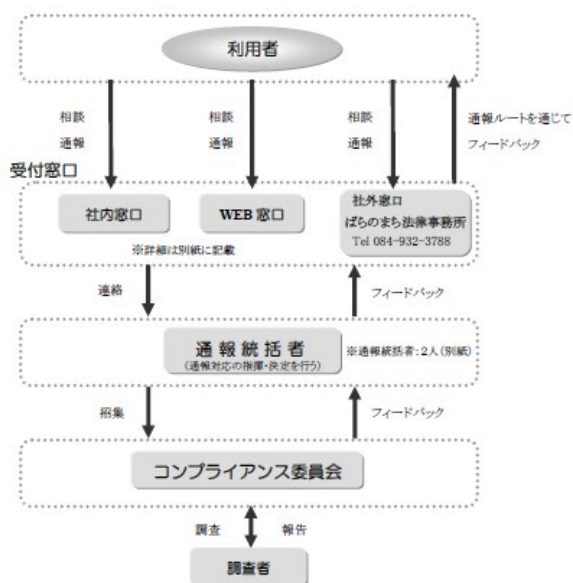 利用者
相談
通報
相談
通報
相談
通報
通報ルートを通じて
フィードバック
受付窓口
社内窓口
WEB 窓口
社外窓口
ばらのまち法律事務所
Tel 084-932-3788
※詳細は別紙に記載
連絡
フィードバック
通報統括者
(通報対応の指揮・決定を行う)
※通報統括者：2人(別紙)
招集
フィードバック
コンプライアンス委員会
調査
報告
調査者